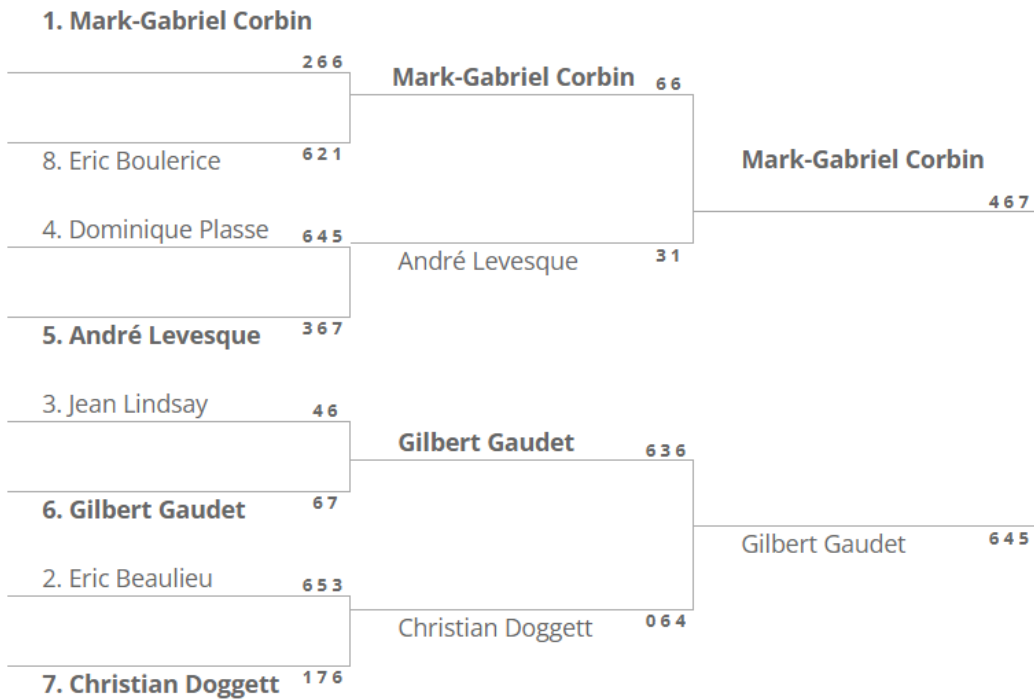 1. Mark-Gabriel Corbin
2 6 6
Mark-Gabriel Corbin 6 6
8. Eric Boulerice 6 2 1
Mark-Gabriel Corbin
4 6 7
4. Dominique Plasse 6 4 5
André Levesque 3 1
5. André Levesque 3 6 7
3. Jean Lindsay 4 6
Gilbert Gaudet 6 3 6
6. Gilbert Gaudet 6 7
Gilbert Gaudet 6 4 5
2. Eric Beaulieu 6 5 3
Christian Doggett 0 6 4
7. Christian Doggett 1 7 6